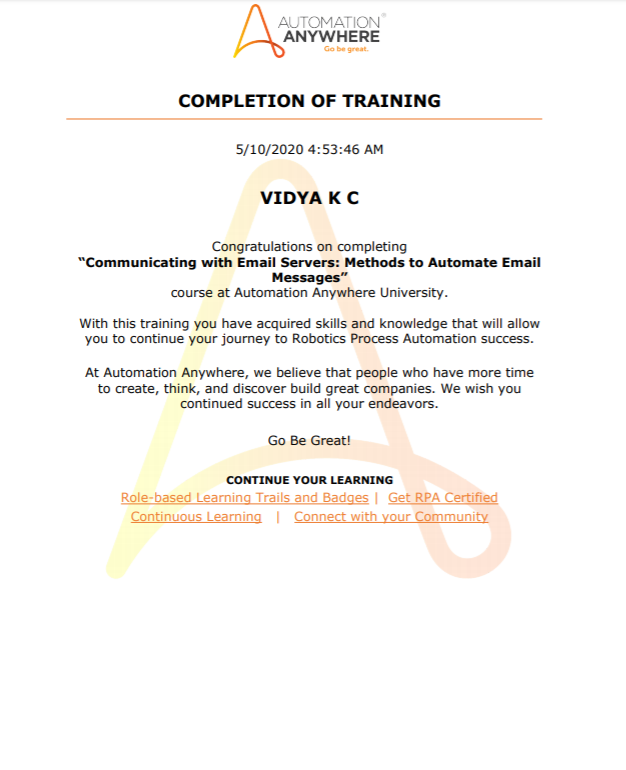 AUTOMATION®
ANYWHERE
Go be great.
COMPLETION OF TRAINING
5/10/2020 4:53:46 AM
VIDYA K C
Congratulations on completing
“Communicating with Email Servers: Methods to Automate Email
Messages”
course at Automation Anywhere University.
With this training you have acquired skills and knowledge that will allow
you to continue your journey to Robotics Process Automation success.
At Automation Anywhere, we believe that people who have more time
to create, think, and discover build great companies. We wish you
continued success in all your endeavors.
Go Be Great!
CONTINUE YOUR LEARNING
Role-based Learning Trails and Badges | Get RPA Certified
Continuous Learning | Connect with your Community